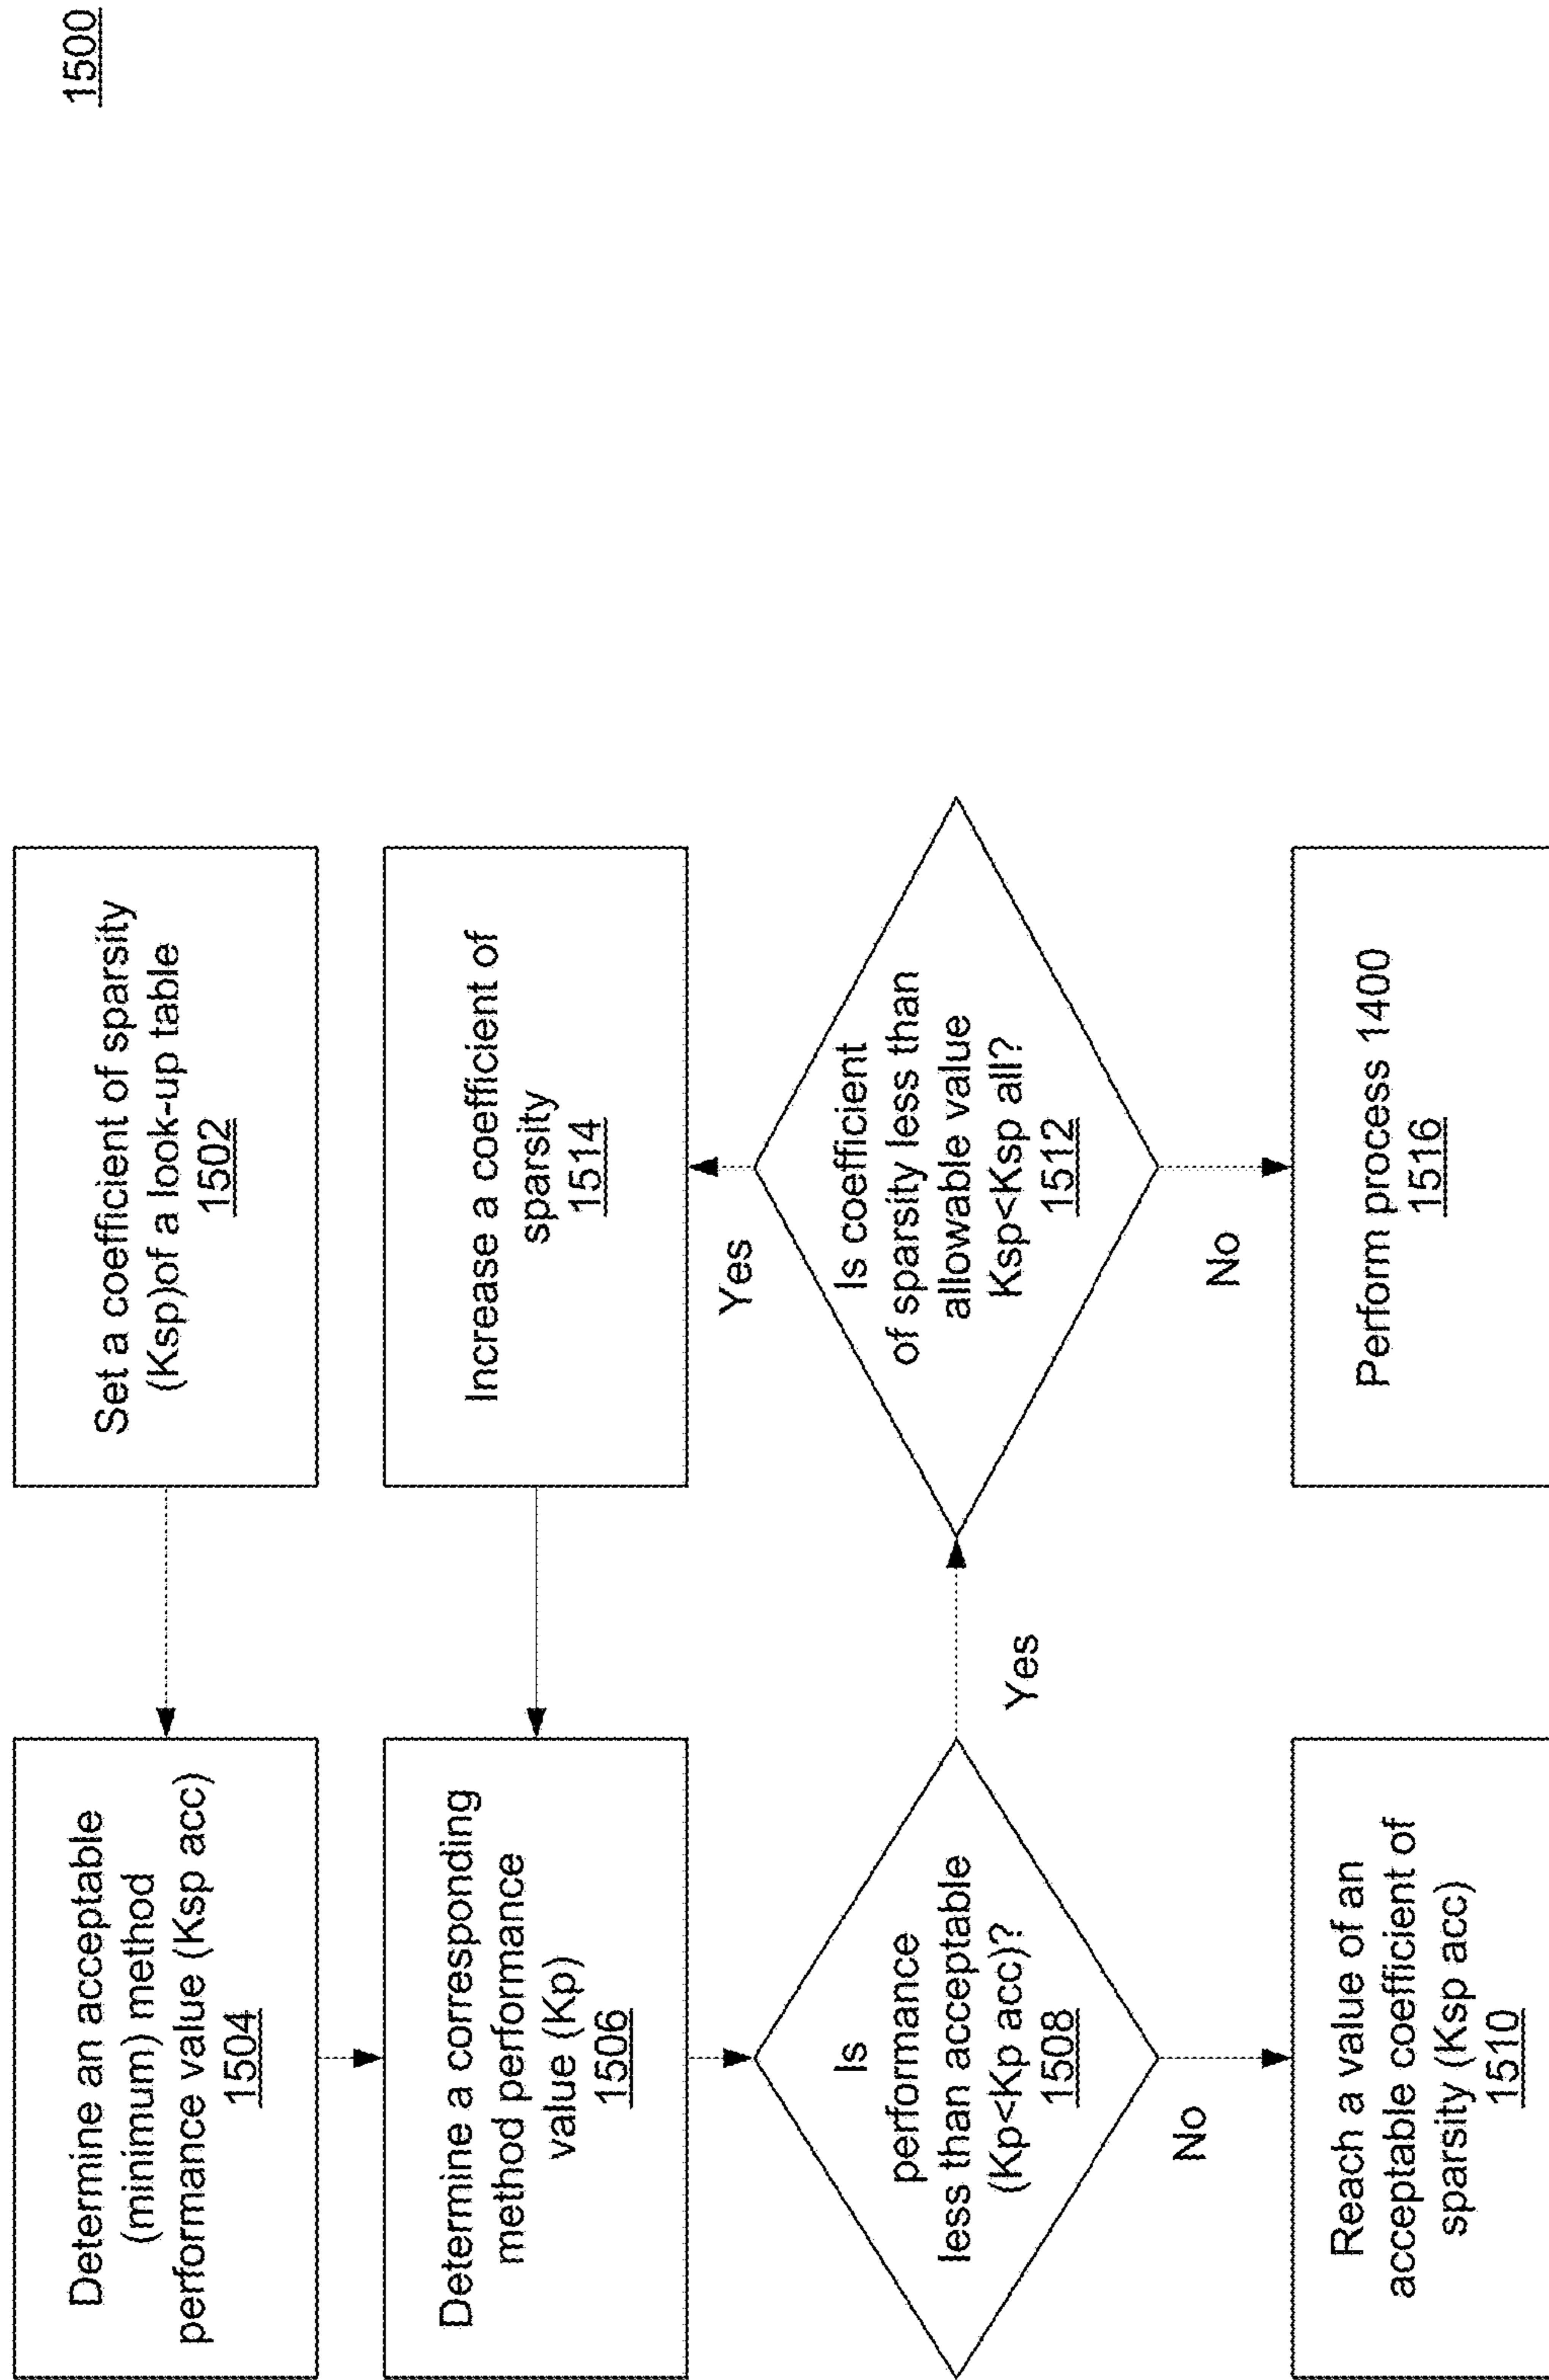 1500
Set a coefficient of sparsity
(Ksp)of a look-up table
1502
Determine an acceptable
(minimum) method
performance value (Ksp acc)
1504
Increase a coefficient of
sparsity
1514
Determine a corresponding
method performance
value (Kp)
1506
Yes
Is
performance
less than acceptable
(Kp<Kp acc)?
1508
Yes
Is coefficient
of sparsity less than
allowable value
Ksp<Ksp all?
1512
No
No
Reach a value of an
acceptable coefficient of
sparsity (Ksp acc)
1510
Perform process 1400
1516